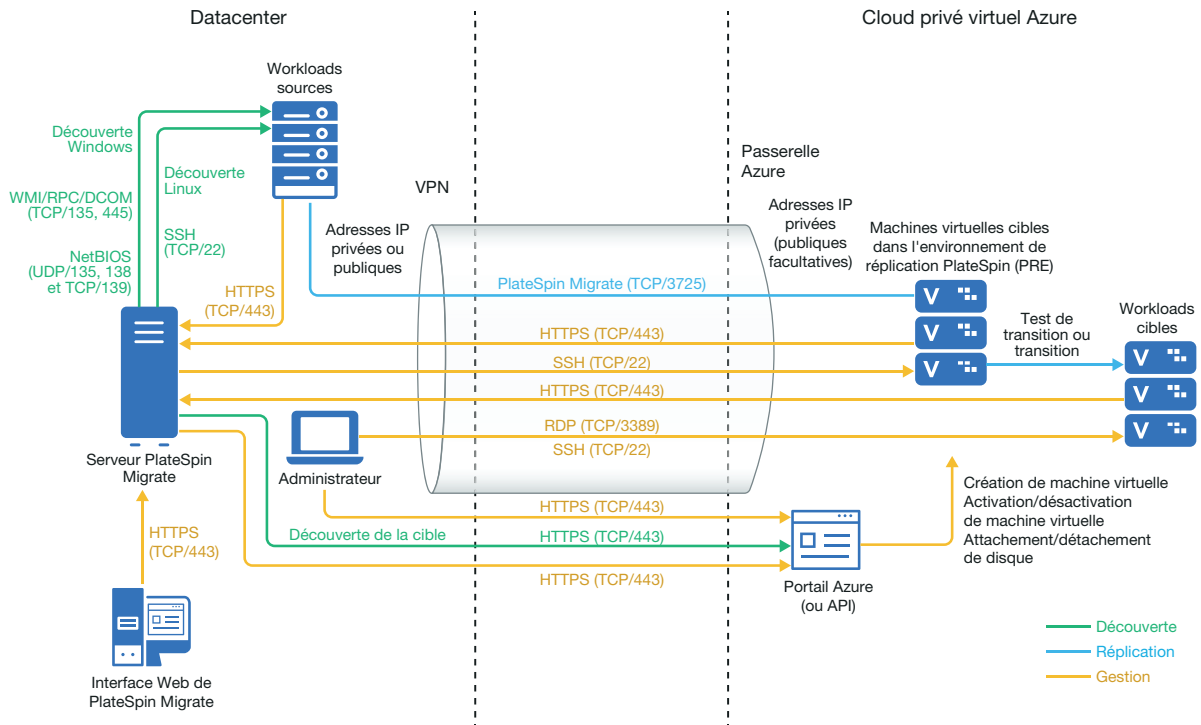 Datacenter
Cloud privé virtuel Azure
Workloads
sources
Découverte
Windows
Découverte
Linux
WMI/RPC/DCOM
(TCP/135, 445)
SSH
(TCP/22)
NetBIOS
(UDP/135, 138
et TCP/139)
HTTPS
(TCP/443)
VPN
Adresses IP
privées ou
publiques
Passerelle
Azure
Adresses IP
privées
(publiques
facultatives)
Machines virtuelles cibles
dans l'environnement de
réplication PlateSpin (PRE)
PlateSpin Migrate (TCP/3725)
V
HTTPS (TCP/443)
V
SSH (TCP/22)
V
Test de
transition ou
transition
Workloads
cibles
V
V
V
HTTPS (TCP/443)
RDP (TCP/3389)
SSH (TCP/22)
Serveur PlateSpin
Migrate
Administrateur
HTTPS (TCP/443)
Découverte de la cible
HTTPS (TCP/443)
HTTPS (TCP/443)
HTTPS
(TCP/443)
Portail Azure
(ou API)
Création de machine virtuelle
Activation/désactivation
de machine virtuelle
Attachement/détachement
de disque
Interface Web de
PlateSpin Migrate
Découverte
Réplication
Gestion